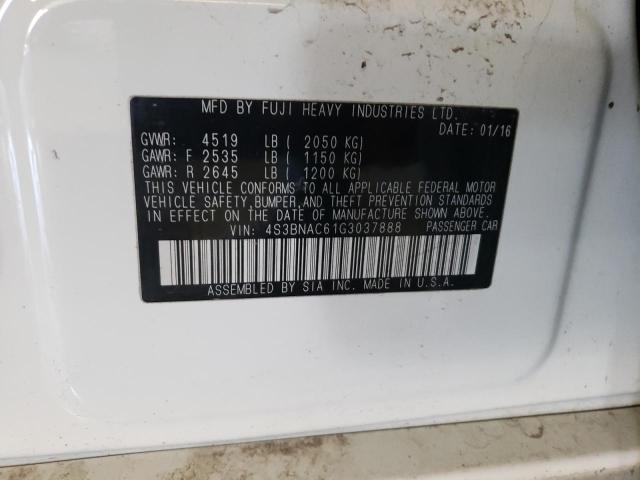 MFD BY FUJI HEAVY INDUSTRIES LTD.
DATE: 01/16
GVWR: 4519 LB ( 2050 KG)
GAWR: F 2535 LB ( 1150 KG)
GAWR: R 2645 LB ( 1200 KG)
THIS VEHICLE CONFORMS TO ALL APPLICABLE FEDERAL MOTOR
VEHICLE SAFETY,BUMPER,AND THEFT PREVENTION STANDARDS
IN EFFECT ON THE DATE OF MANUFACTURE SHOWN ABOVE.
VIN: 4S3BNAC61G3037888 PASSENGER CAR
ASSEMBLED BY SIA INC. MADE IN U.S.A.